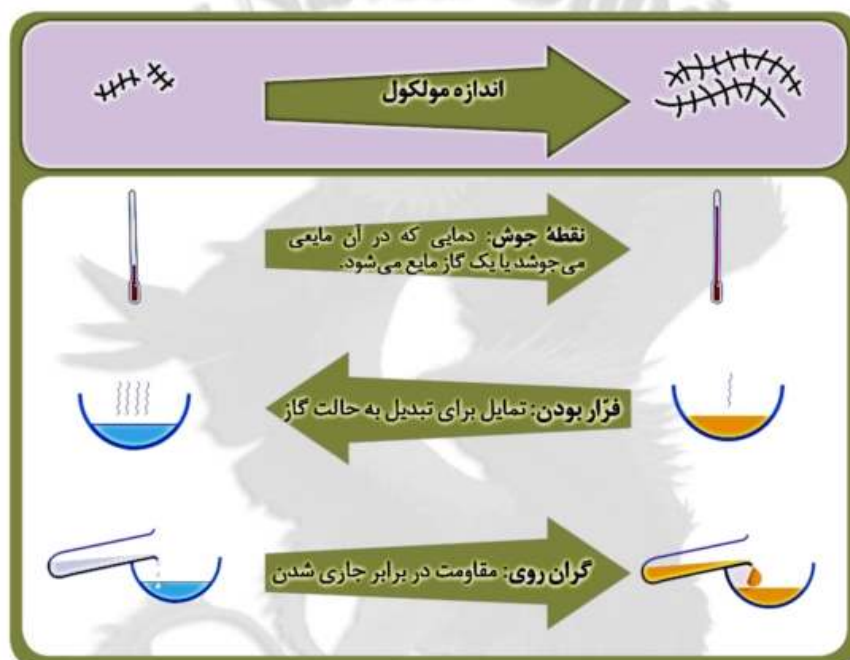 اندازه مولکول
نقطهٔ جوش: دمایی که در آن مایعی
می‌جوشد یا یک گاز مایع می‌شود.
فرّار بودن: تمایل برای تبدیل به حالت گاز
گران روی: مقاومت در برابر جاری شدن